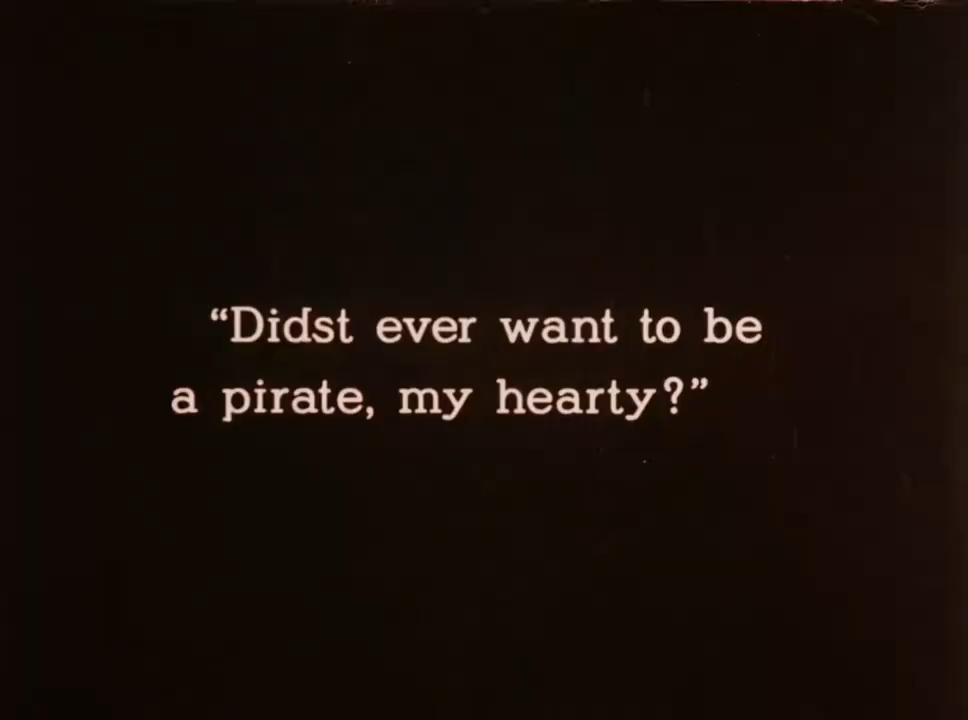 “Didst ever want to be
a pirate, my hearty?”